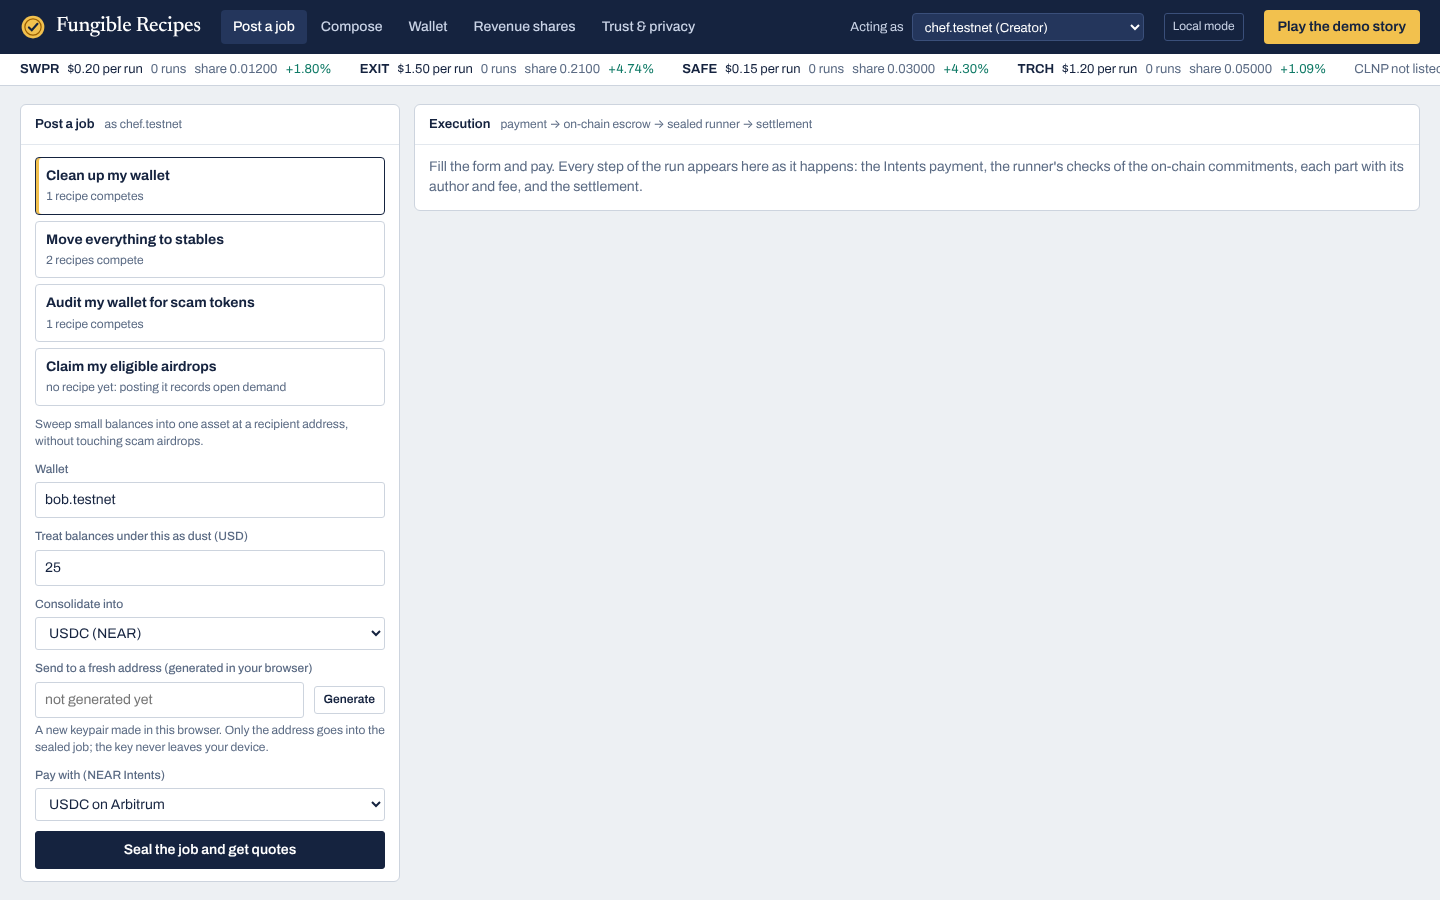 Fungible Recipes
Post a job
Compose
Wallet
Revenue shares
Trust & privacy
Acting as
chef.testnet (Creator)
Local mode
Play the demo story
SWPR $0.20 per run 0 runs share 0.01200 +1.80%
EXIT $1.50 per run 0 runs share 0.2100 +4.74%
SAFE $0.15 per run 0 runs share 0.03000 +4.30%
TRCH $1.20 per run 0 runs share 0.05000 +1.09%
CLNP not listed
Post a job as chef.testnet
Clean up my wallet
1 recipe competes
Move everything to stables
2 recipes compete
Audit my wallet for scam tokens
1 recipe competes
Claim my eligible airdrops
no recipe yet: posting it records open demand
Sweep small balances into one asset at a recipient address,
without touching scam airdrops.
Wallet
bob.testnet
Treat balances under this as dust (USD)
25
Consolidate into
USDC (NEAR)
Send to a fresh address (generated in your browser)
not generated yet
Generate
A new keypair made in this browser. Only the address goes into the
sealed job; the key never leaves your device.
Pay with (NEAR Intents)
USDC on Arbitrum
Seal the job and get quotes
Execution payment → on-chain escrow → sealed runner → settlement
Fill the form and pay. Every step of the run appears here as it happens: the Intents payment, the runner's checks of the on-chain commitments, each part with its
author and fee, and the settlement.